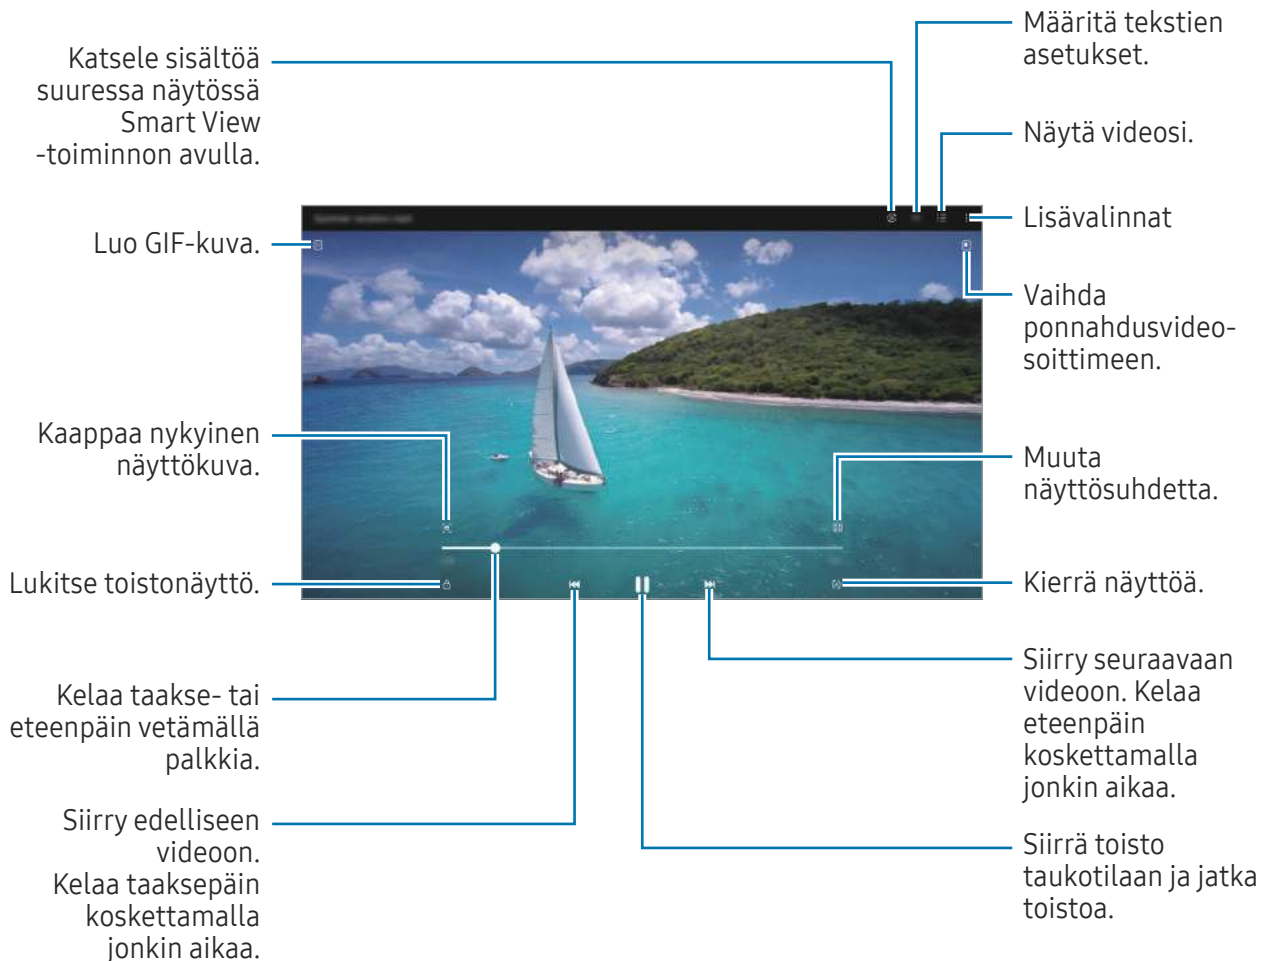 Katsele sisältöä
suuressa näytössä
Smart View
-toiminnon avulla.
Luo GIF-kuva.
Kaappaa nykyinen
näyttökuva.
Lukitse toistonäyttö.
Kelaa taakse- tai
eteenpäin vetämällä
palkkia.
Siirry edelliseen
videoon.
Kelaa taaksepäin
koskettamalla
jonkin aikaa.
Määritä tekstien
asetukset.
Näytä videosi.
Lisävalinnat
Vaihda
ponnahdusvideo-
soittimeen.
Muuta
näyttösuhdetta.
Kierrä näyttöä.
Siirry seuraavaan
videoon. Kelaa
eteenpäin
koskettamalla
jonkin aikaa.
Siirrä toisto
taukotilaan ja jatka
toistoa.